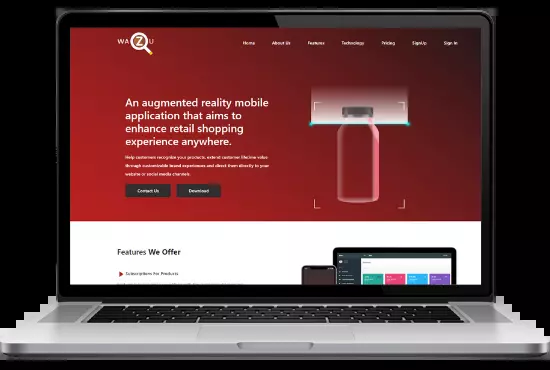 WAZU
Home About Us Features Technology Pricing SignUp Sign In
An augmented reality mobile
application that aims to
enhance retail shopping
experience anywhere.
Help customers recognize your products, extend customer lifetime value
through customizable brand experiences and direct them directly to your
website or social media channels.
Contact Us Download
Features We Offer
Subscriptions For Products